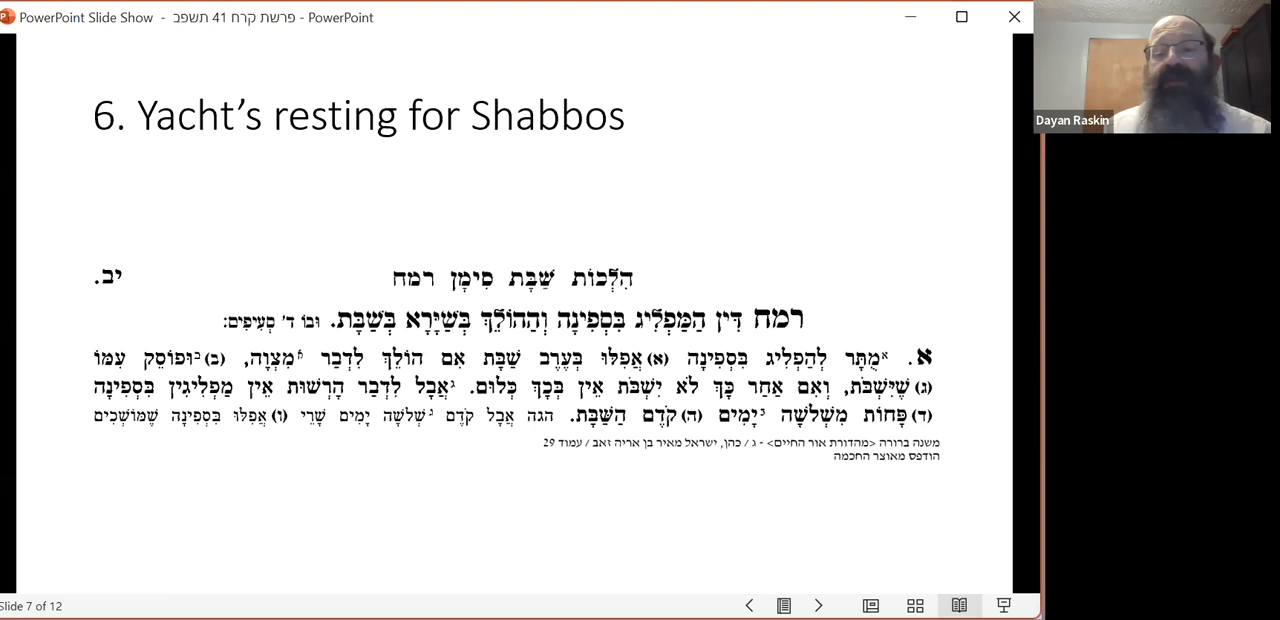 PowerPoint Slide Show - פרשת קרח 41 תשפב - PowerPoint
Dayan Raskin
6. Yacht’s resting for Shabbos
הִלְכוֹת שַׁבָּת סִימָן רמח יב.
רמח דִּין הַמַּפְלִיג בִּסְפִינָה וְהַהוֹלֵךְ בְּשַׁיָּרָא בְּשַׁבָּת. וּבוֹ ד' סְעִיפִים:
א. אמֻתָּר לְהַפְלִיג בִּסְפִינָה (א) אֲפִלּוּ בְּעֶרֶב שַׁבָּת אִם הוֹלֵךְ לִדְבַר מִצְוָה, (ב) בוּפוֹסֵק עִמּוֹ
(ג) שֶׁיִּשְׁבֹּת, וְאִם אַחַר כָּךְ לֹא יִשְׁבֹּת אֵין בְּכָךְ כְּלוּם. גאֲבָל לִדְבַר הָרְשׁוּת אֵין מַפְלִיגִין בִּסְפִינָה
(ד) פָּחוֹת מִשְּׁלֹשָׁה יָמִים (ה) קֹדֶם הַשַּׁבָּת. הגה אֲבָל קֹדֶם שְׁלֹשָׁה יָמִים שָׁרֵי (ו) אֲפִלּוּ בִּסְפִינָה שֶׁמּוֹשְׁכִים
משנה ברורה <מהדורת אור החיים> - ג / כהן, ישראל מאיר בן אריה זאב / עמוד 29
הודפס מאוצר החכמה
Slide 7 of 12